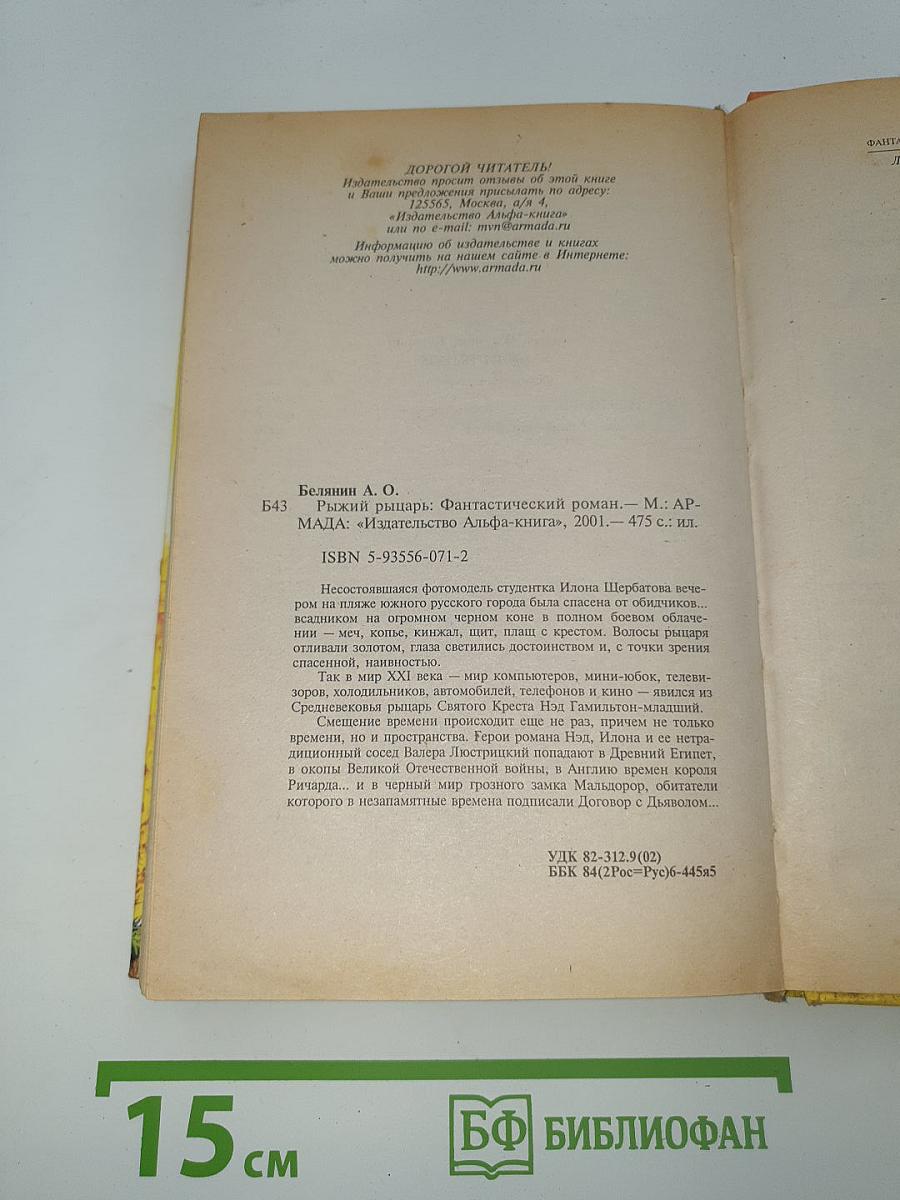 ДОРОГОЙ ЧИТАТЕЛЬ!
Издательство просит отзывы об этой книге
и Ваши предложения присылать по адресу:
125565, Москва, а/я 4,
«Издательство Альфа-книга»
или по e-mail: mvn@armada.ru
Информацию об издательстве и книгах
можно получить на нашем сайте в Интернете:
http://www.armada.ru
Белянин А. О.
Б43 Рыжий рыцарь: Фантастический роман.— М.: АР-
МАДА: «Издательство Альфа-книга», 2001.— 475 с.: ил.
ISBN 5-93556-071-2
Несостоявшаяся фотомодель студентка Илона Щербатова вече-
ром на пляже южного русского города была спасена от обидчиков...
всадником на огромном черном коне в полном боевом облаче-
нии — меч, копье, кинжал, щит, плащ с крестом. Волосы рыцаря
отливали золотом, глаза светились достоинством и, с точки зрения
спасенной, наивностью.
Так в мир XXI века — мир компьютеров, мини-юбок, телеви-
зоров, холодильников, автомобилей, телефонов и кино — явился из
Средневековья рыцарь Святого Креста Нэд Гамильтон-младший.
Смещение времени происходит еще не раз, причем не только
времени, но и пространства. Герои романа Нэд, Илона и ее нетра-
диционный сосед Валера Люстрицкий попадают в Древний Египет,
в окопы Великой Отечественной войны, в Англию времен короля
Ричарда... и в черный мир грозного замка Мальдорор, обитатели
которого в незапамятные времена подписали Договор с Дьяволом...
УДК 82-312.9(02)
ББК 84(2Рос=Рус)6-445я5
ФАНТА
Л
15 см
БФ БИБЛИОФАН